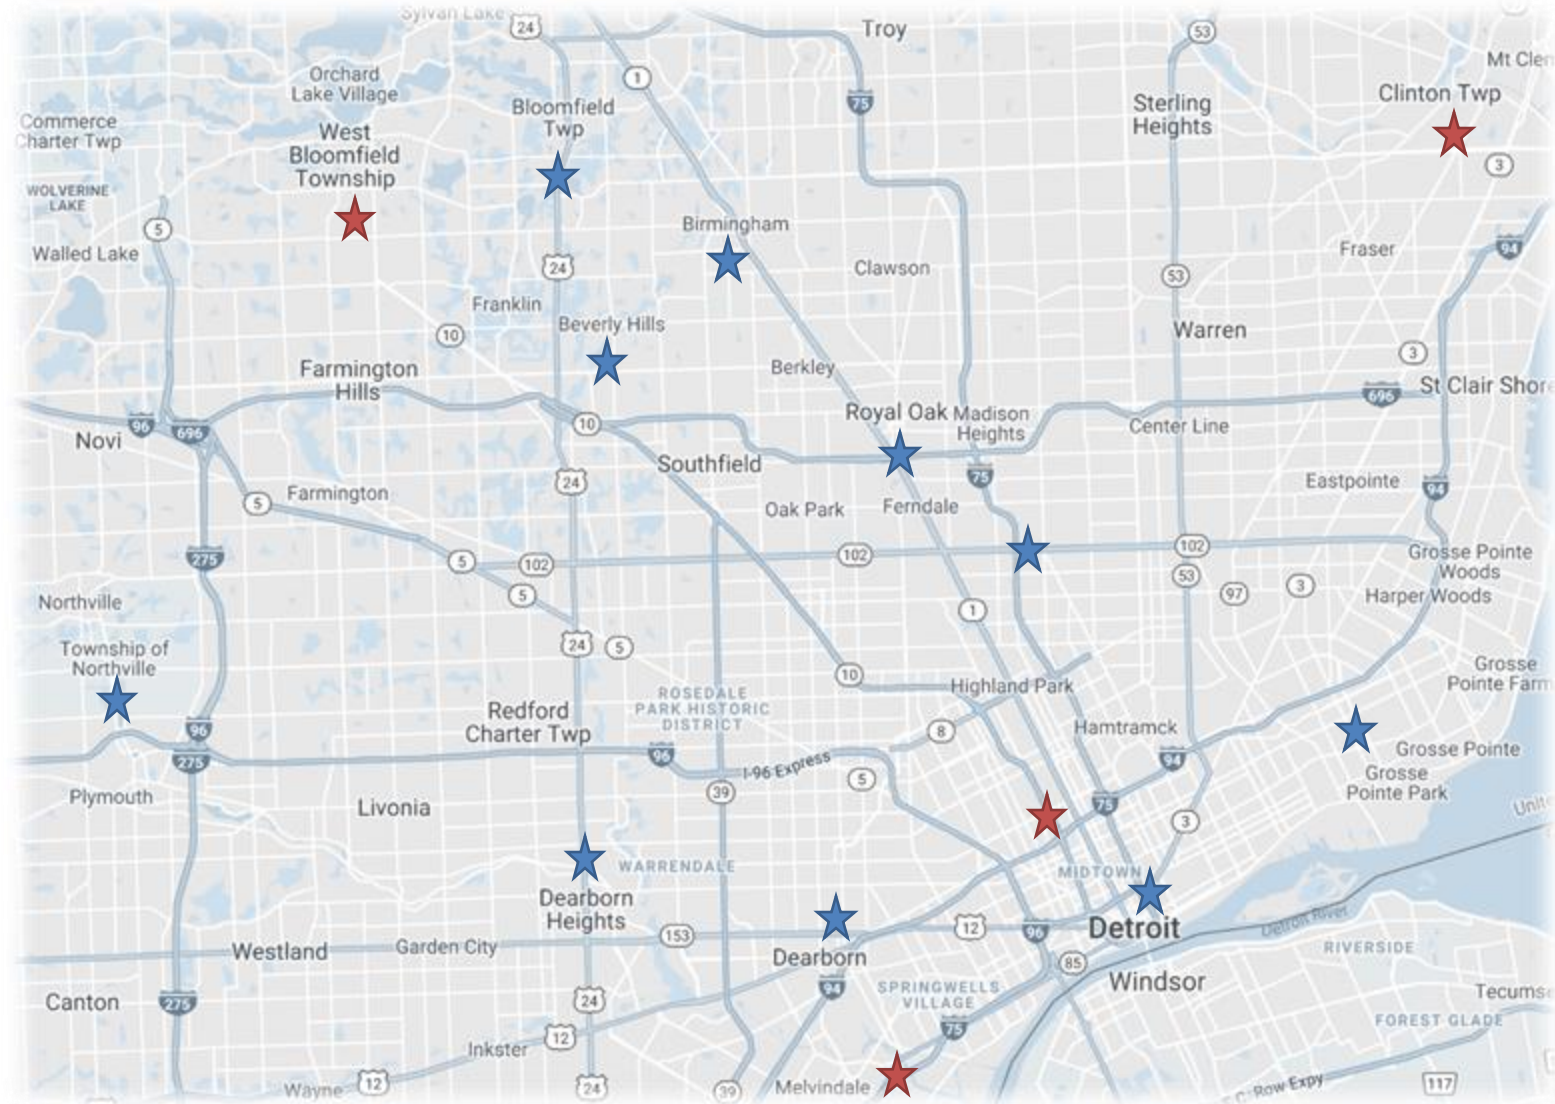 Sylvan Lake
24
Troy
53
1
Mt Clem
Orchard
Lake Village
75
Clinton Twp
Bloomfield
Twp
Sterling
Heights
Commerce
Charter Twp
West
Bloomfield
Township
3
WOLVERINE
LAKE
5
Birmingham
Walled Lake
Fraser
94
24
Clawson
53
Franklin
Beverly Hills
10
Warren
3
Farmington
Hills
Berkley
696
St Clair Shore
96
696
10
Royal Oak
Madison
Heights
Center Line
Novi
Southfield
75
24
Eastpointe
94
Farmington
5
Oak Park
Ferndale
275
5
102
102
102
Grosse Pointe
Woods
53
97
3
Harper Woods
5
Northville
1
24
5
Township of
Northville
10
Highland Park
Grosse
Pointe Farm
ROSEDALE
PARK HISTORIC
DISTRICT
Redford
Charter Twp
96
8
Hamtramck
Grosse Pointe
275
96
I-96 Express
94
Grosse
Pointe Park
5
Plymouth
39
75
Livonia
3
Unite
WARRENDALE
MIDTOWN
Dearborn
Heights
12
96
Detroit
Detroit River
153
Westland
Garden City
Dearborn
85
RIVERSIDE
94
SPRINGWELLS
VILLAGE
Windsor
Canton
275
24
Tecumse
75
FOREST GLADE
12
Inkster
Wayne
12
24
39
Melvindale
E.C. Row Expy
117